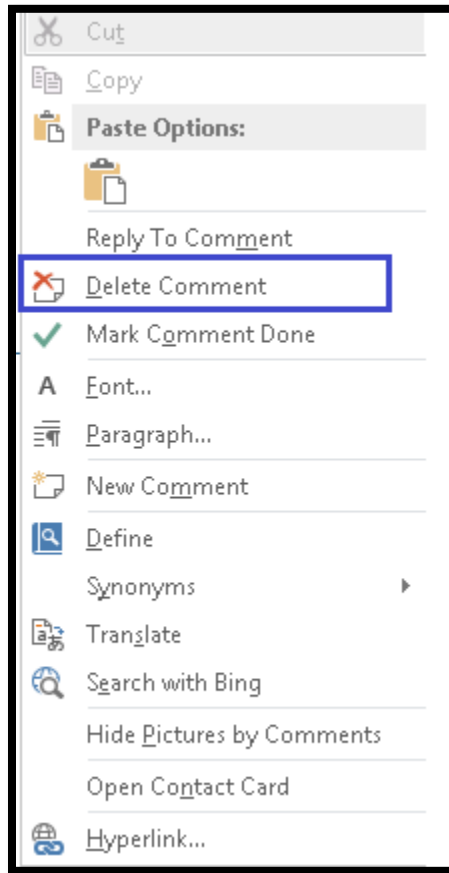 Cut
Copy
Paste Options:
Reply To Comment
Delete Comment
Mark Comment Done
A Font...
Paragraph...
New Comment
Define
Synonyms
Translate
Search with Bing
Hide Pictures by Comments
Open Contact Card
Hyperlink...